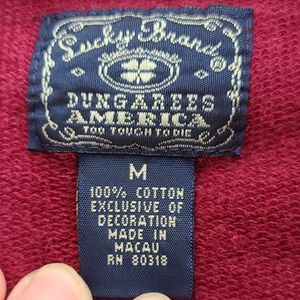 Lucky Brand
DUNGAREES
AMERICA
TOO TOUGH TO DIE
M
100% COTTON
EXCLUSIVE OF
DECORATION
MADE IN
MACAU
RN 80318